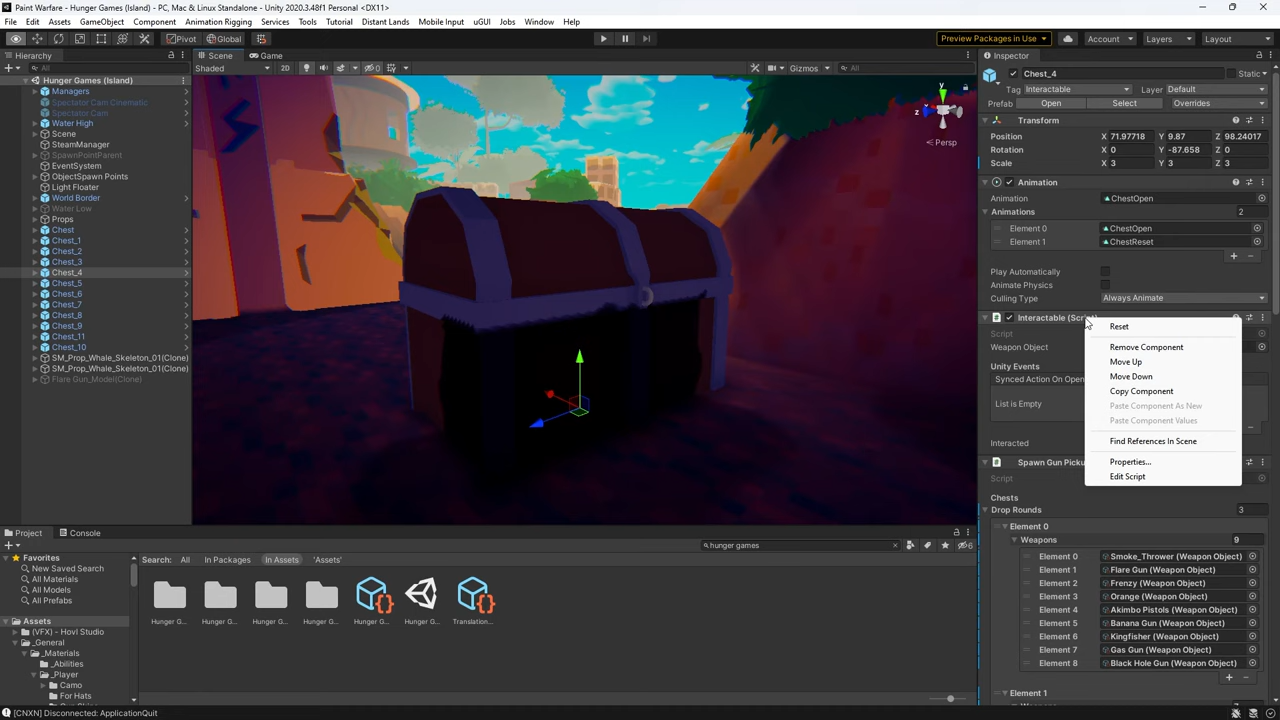 Paint Warfare - Hunger Games (Island) - PC, Mac & Linux Standalone - Unity 2020.3.48f1 Personal <DX11>
File Edit Assets GameObject Component Animation Rigging Services Tools Tutorial Distant Lands Mobile Input uGUI Jobs Window Help
Pivot Global Preview Packages in Use Account Layers Layout
Hierarchy
All
Hunger Games (Island)
Managers
Spectator Cam Cinematic
Spectator Cam
Water High
Scene
SteamManager
SpawnPointParent
EventSystem
ObjectSpawn Points
Light Floater
World Border
Water Low
Props
Chest
Chest_1
Chest_2
Chest_3
Chest_4
Chest_5
Chest_6
Chest_7
Chest_8
Chest_9
Chest_11
Chest_10
SM_Prop_Whale_Skeleton_01(Clone)
SM_Prop_Whale_Skeleton_01(Clone)
Flare Gun_Model(Clone)
Scene Game
Shaded 2D 0 Gizmos All
y
z
Persp
Inspector
Chest_4 Static
Tag Interactable Layer Default
Prefab Open Select Overrides
Transform
Position X 71.97718 Y 9.87 Z 98.24017
Rotation X 0 Y -87.658 Z 0
Scale X 3 Y 3 Z 3
Animation
Animation ChestOpen
Animations 2
Element 0 ChestOpen
Element 1 ChestReset
Play Automatically
Animate Physics
Culling Type Always Animate
Interactable (Script)
Script
Weapon Object
Unity Events
Synced Action On Open
List is Empty
Interacted
Reset
Remove Component
Move Up
Move Down
Copy Component
Paste Component As New
Paste Component Values
Find References In Scene
Properties...
Edit Script
Spawn Gun Picku
Script
Chests
Drop Rounds 3
Element 0
Weapons 9
Element 0 Smoke_Thrower (Weapon Object)
Element 1 Flare Gun (Weapon Object)
Element 2 Frenzy (Weapon Object)
Element 3 Orange (Weapon Object)
Element 4 Akimbo Pistols (Weapon Object)
Element 5 Banana Gun (Weapon Object)
Element 6 Kingfisher (Weapon Object)
Element 7 Gas Gun (Weapon Object)
Element 8 Black Hole Gun (Weapon Object)
Element 1
Project Console
hunger games 6
Favorites
New Saved Search
All Materials
All Models
All Prefabs
Assets
(VFX) - Hovl Studio
_General
_Materials
_Abilities
_Player
Camo
For Hats
Search: All In Packages In Assets 'Assets'
Hunger G... Hunger G... Hunger G... Hunger G... Hunger G... Hunger G... Translation...
[CNXN] Disconnected: ApplicationQuit